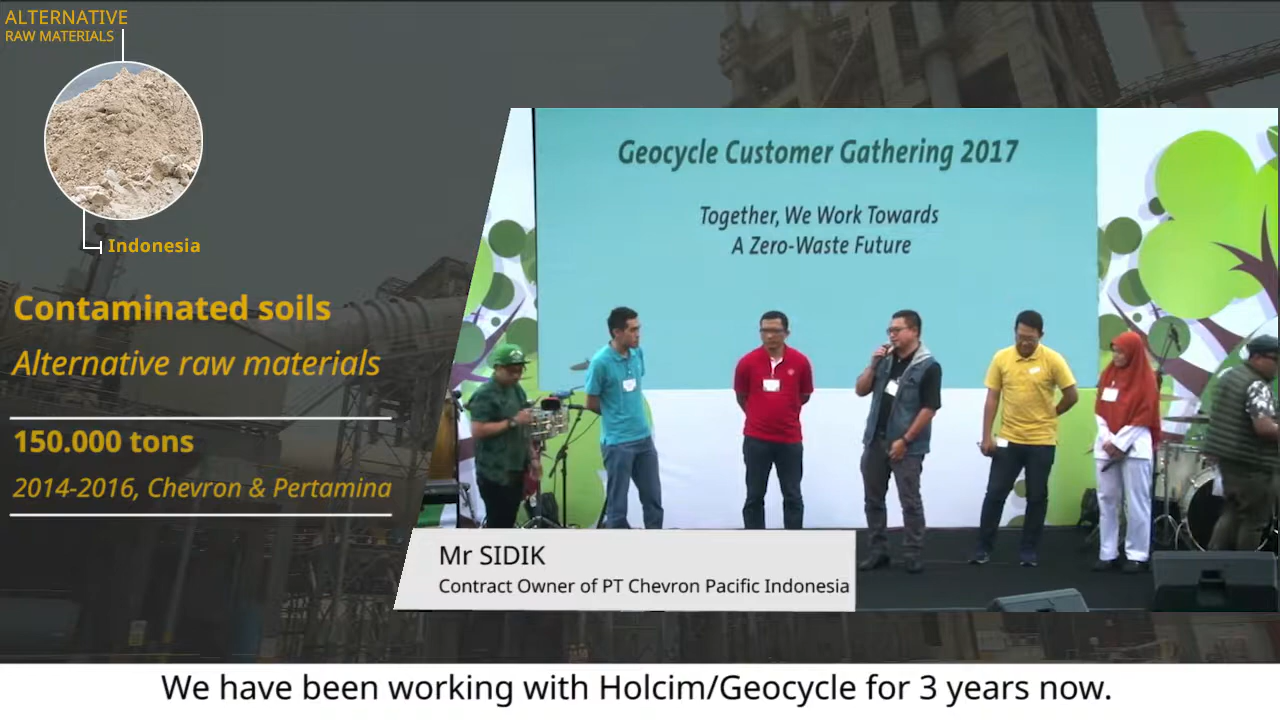 ALTERNATIVE
RAW MATERIALS
Indonesia
Contaminated soils
Alternative raw materials
150.000 tons
2014-2016, Chevron & Pertamina
Geocycle Customer Gathering 2017
Together, We Work Towards
A Zero-Waste Future
Mr SIDIK
Contract Owner of PT Chevron Pacific Indonesia
We have been working with Holcim/Geocycle for 3 years now.